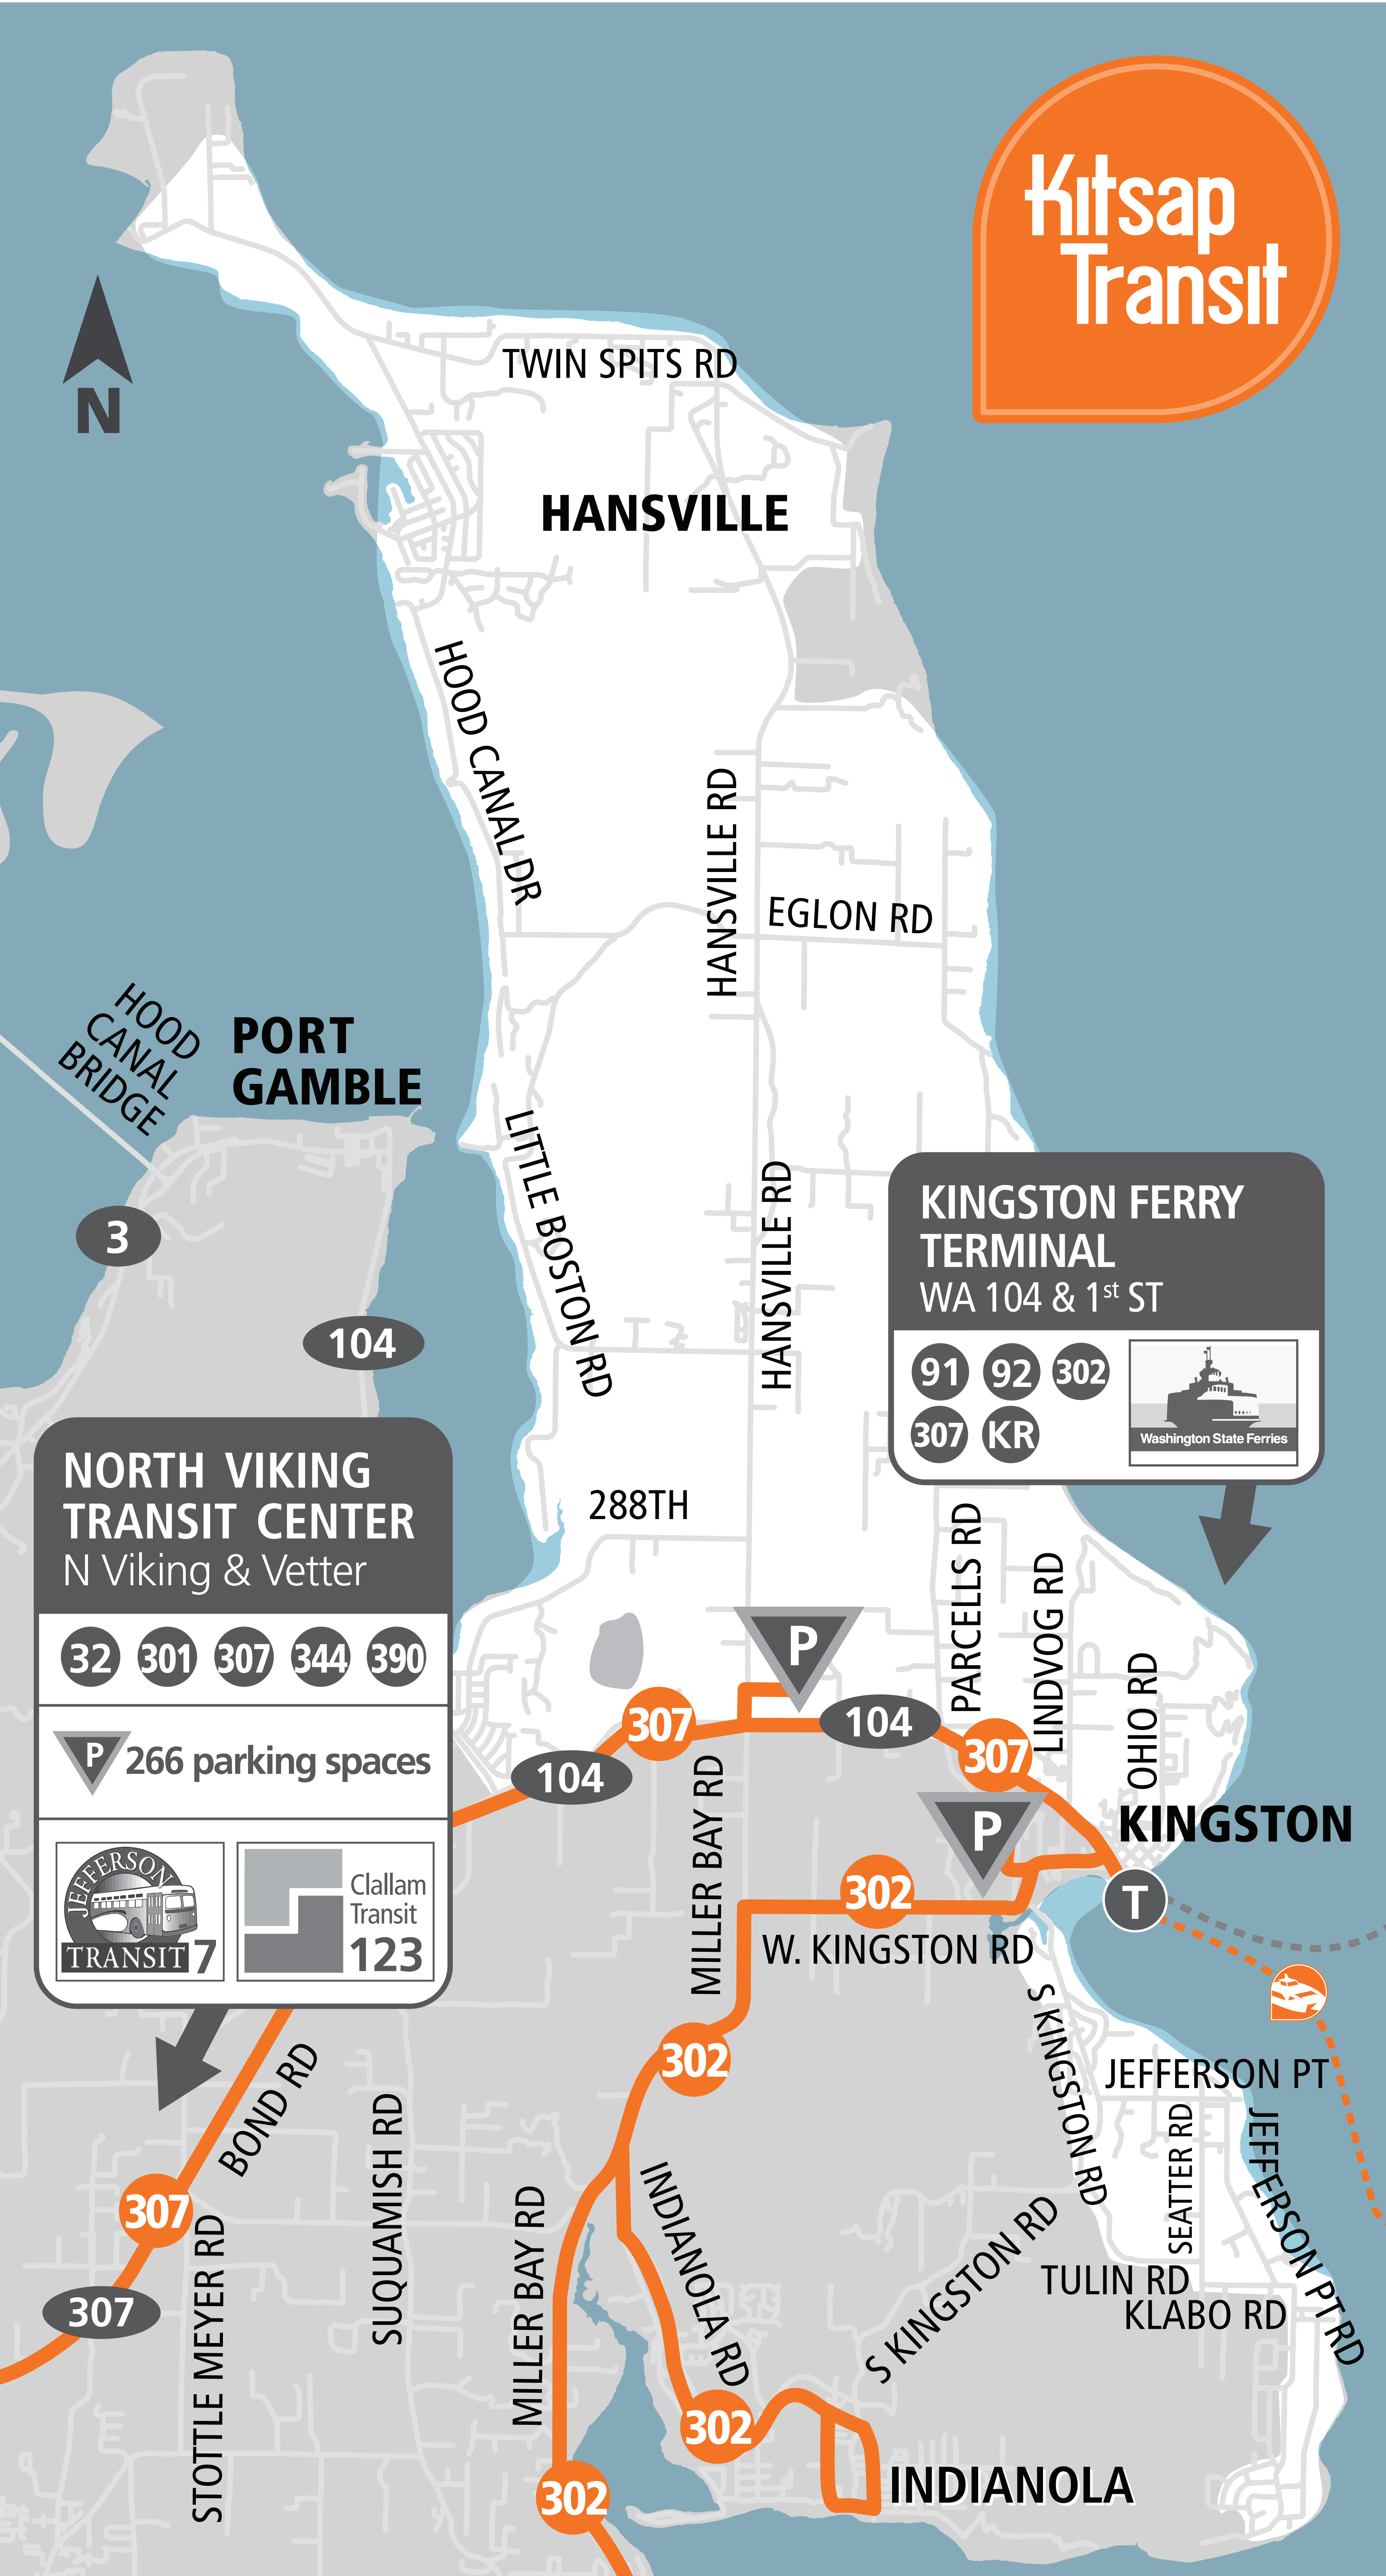 Kitsap
Transit
N
TWIN SPITS RD
HANSVILLE
HOOD CANAL DR
HANSVILLE RD
EGLON RD
HOOD
CANAL
BRIDGE
PORT
GAMBLE
3
104
LITTLE BOSTON RD
HANSVILLE RD
KINGSTON FERRY
TERMINAL
WA 104 & 1st ST
91 92 302
307 KR
Washington State Ferries
NORTH VIKING
TRANSIT CENTER
N Viking & Vetter
32 301 307 344 390
P 266 parking spaces
JEFFERSON
TRANSIT 7
Clallam
Transit
123
288TH
PARCELLS RD
LINDVOG RD
OHIO RD
P
307
104
307
104
MILLER BAY RD
P
KINGSTON
302
T
W. KINGSTON RD
S KINGSTON RD
302
JEFFERSON PT
SEATTER RD
JEFFERSON PT RD
BOND RD
307
307
STOTTLE MEYER RD
SUQUAMISH RD
MILLER BAY RD
INDIANOLA RD
S KINGSTON RD
TULIN RD
KLABO RD
302
INDIANOLA
302